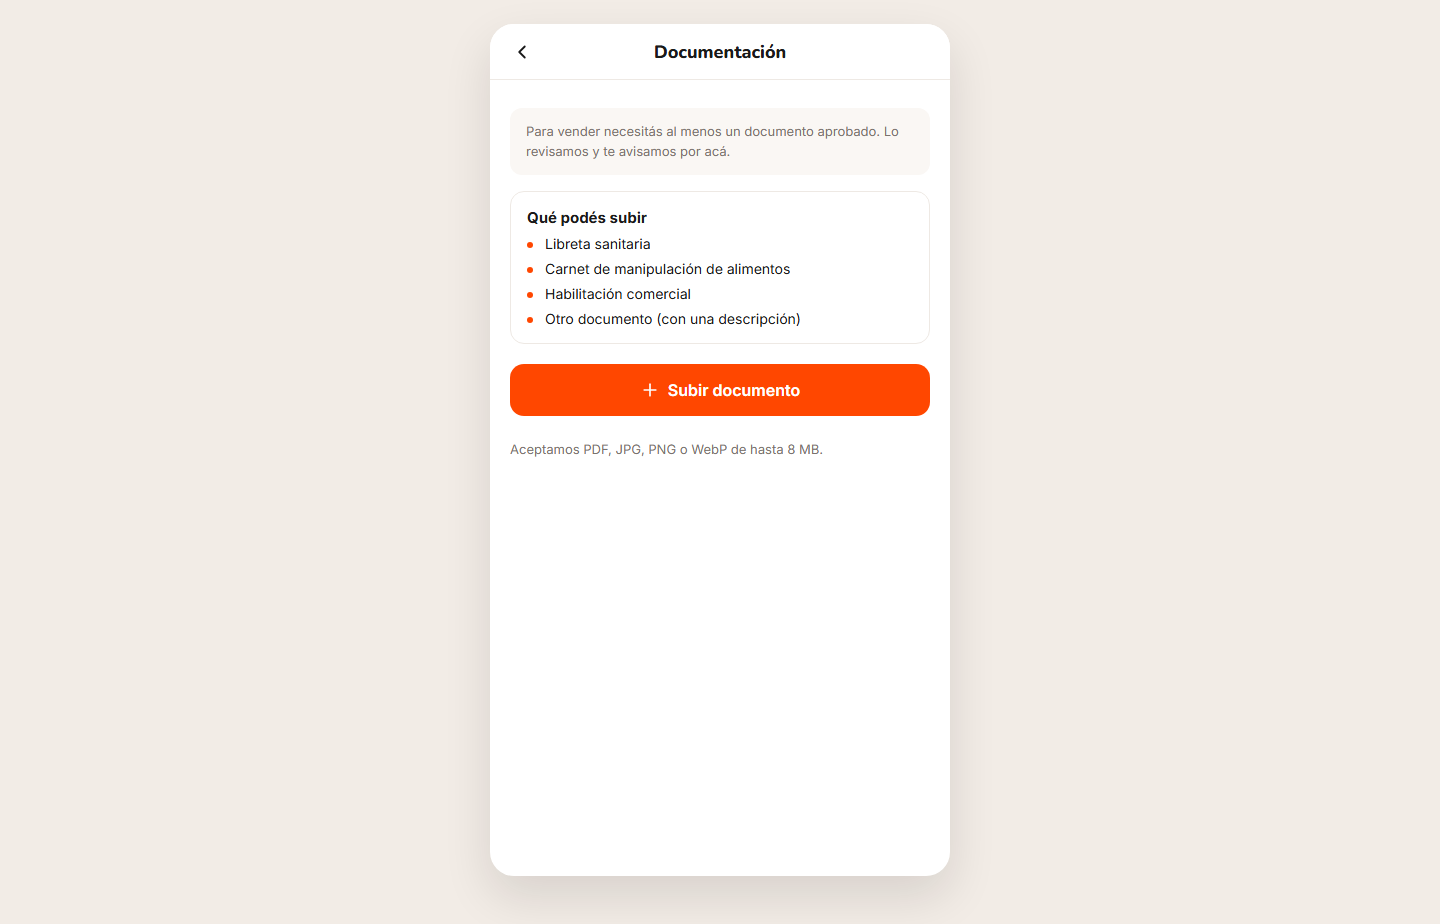 Documentación
Para vender necesitás al menos un documento aprobado. Lo
revisamos y te avisamos por acá.
Qué podés subir
Libreta sanitaria
Carnet de manipulación de alimentos
Habilitación comercial
Otro documento (con una descripción)
Subir documento
Aceptamos PDF, JPG, PNG o WebP de hasta 8 MB.